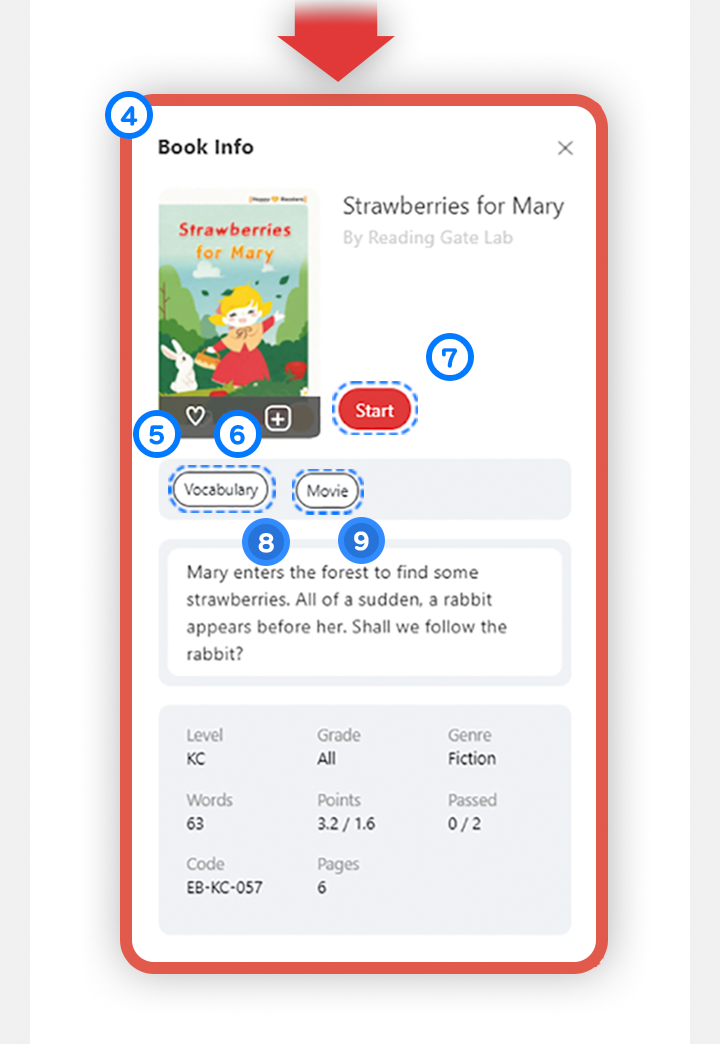 4
Book Info
Happy Readers
Strawberries
for Mary
Strawberries for Mary
By Reading Gate Lab
7
Start
5
6
Vocabulary
Movie
8
9
Mary enters the forest to find some
strawberries. All of a sudden, a rabbit
appears before her. Shall we follow the
rabbit?
Level
Grade
Genre
KC
All
Fiction
Words
Points
Passed
63
3.2 / 1.6
0 / 2
Code
Pages
EB-KC-057
6